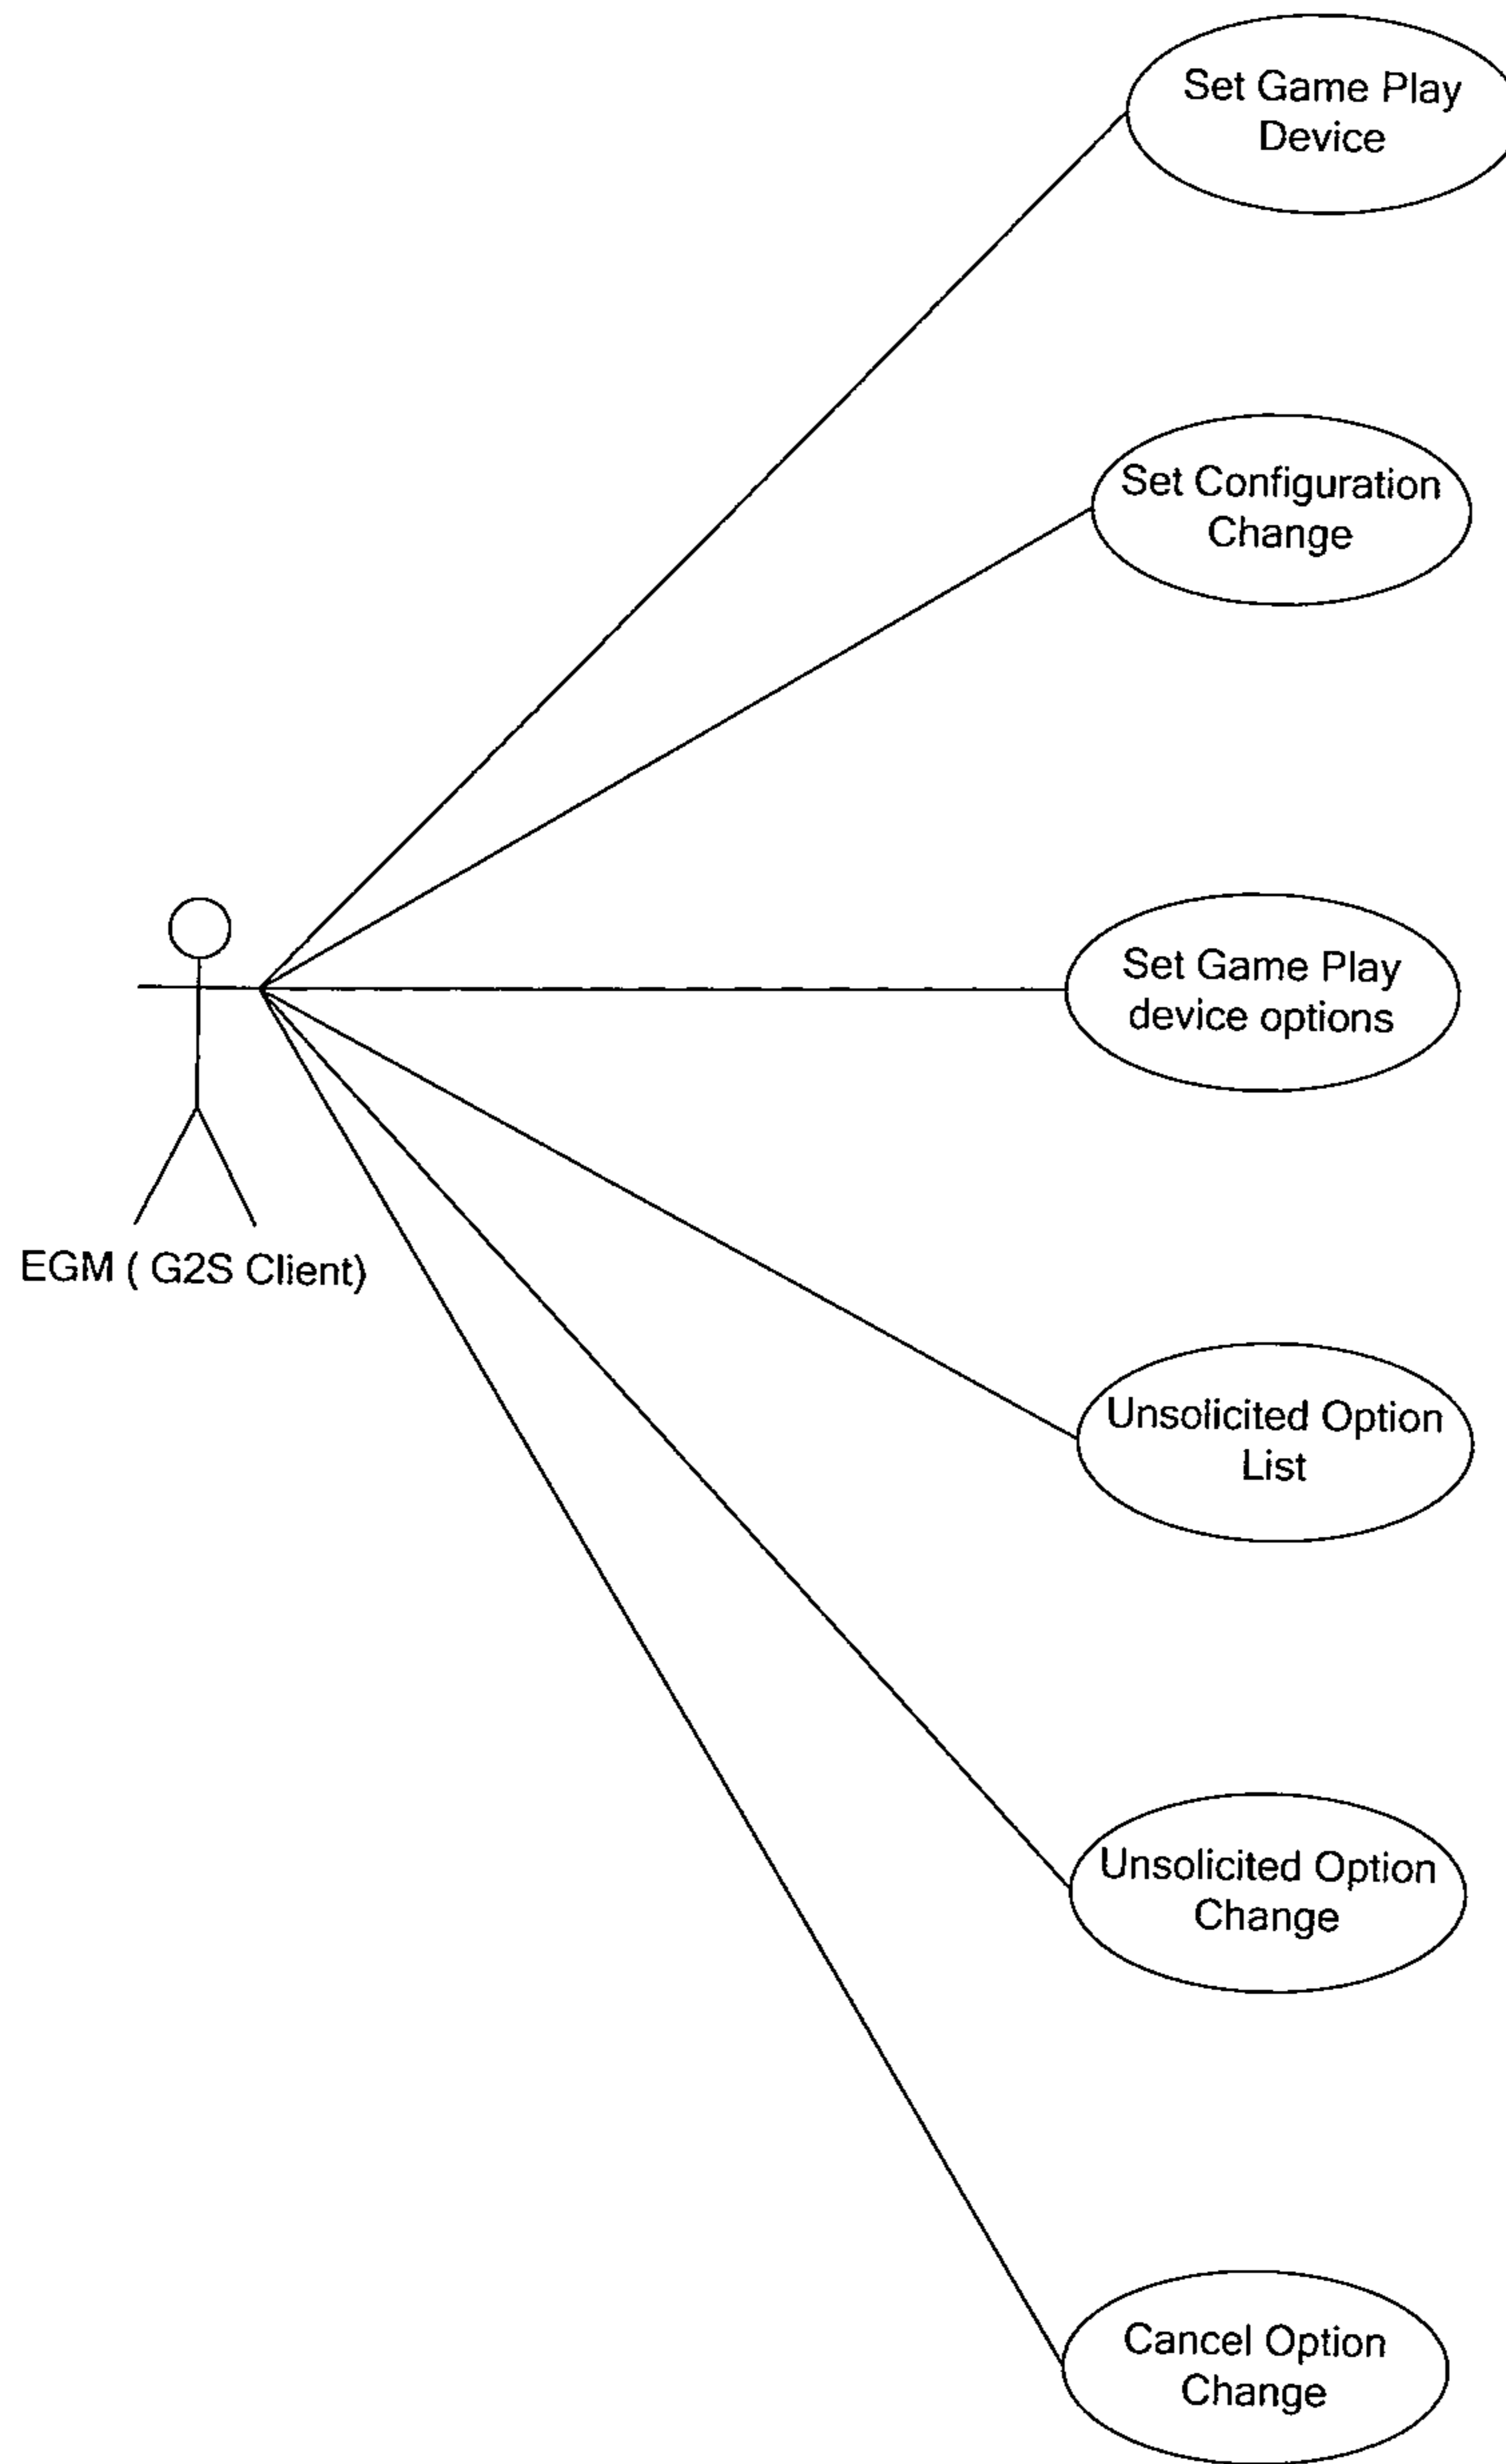 Set Game Play
Device
Set Configuration
Change
Set Game Play
device options
EGM ( G2S Client)
Unsolicited Option
List
Unsolicited Option
Change
Cancel Option
Change